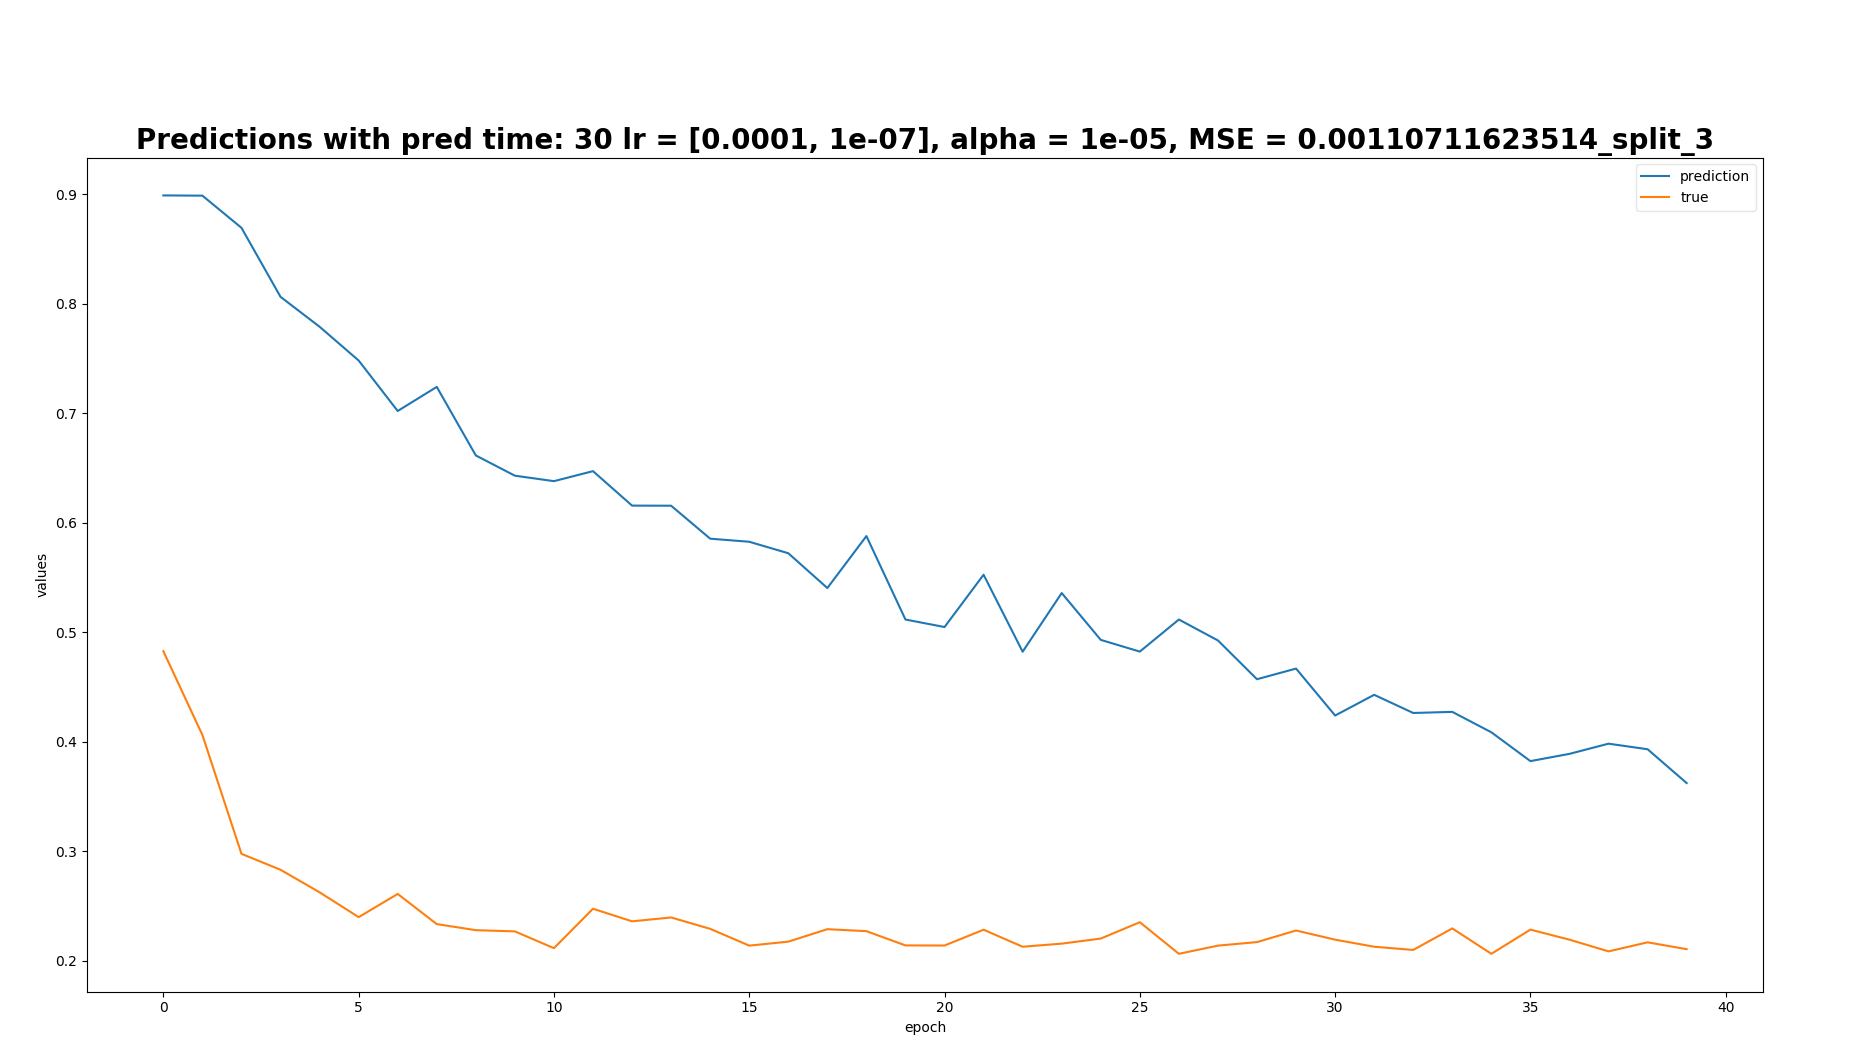 Predictions with pred time: 30 lr = [0.0001, 1e-07], alpha = 1e-05, MSE = 0.00110711623514_split_3
prediction
true
0.9
0.8
0.7
0.6
0.5
0.4
0.3
0.2
values
0 5 10 15 20 25 30 35 40
epoch